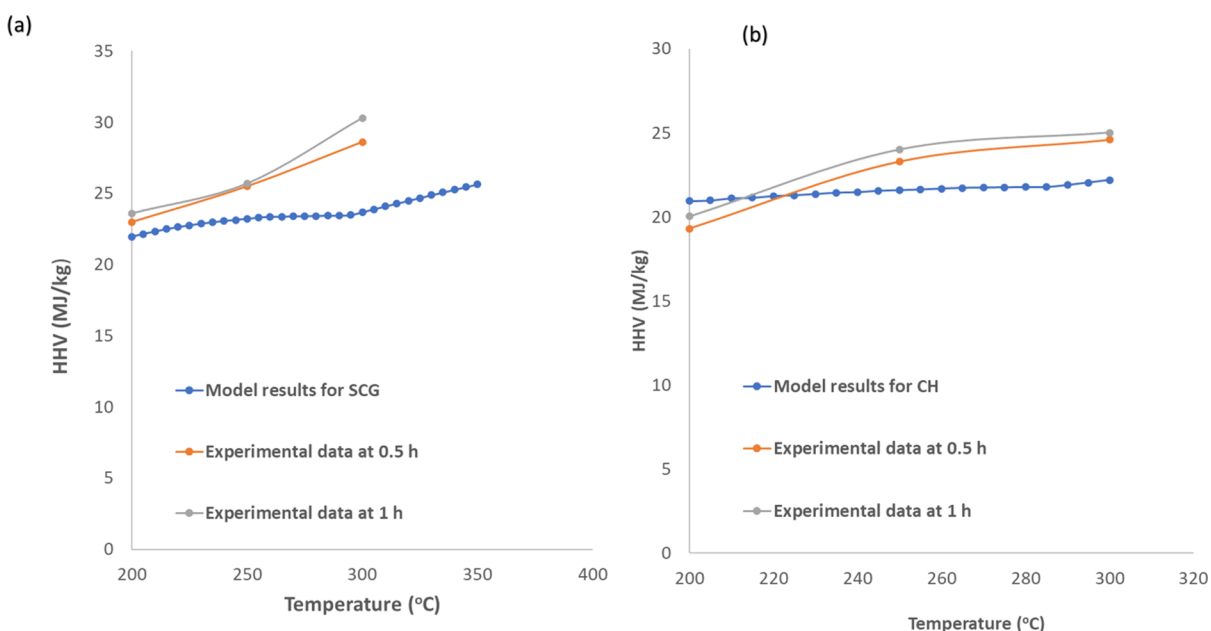 (a)
35
30
25
20
15
10
5
0
HHV (MJ/kg)
Model results for SCG
Experimental data at 0.5 h
Experimental data at 1 h
200 250 300 350 400
Temperature (ºC)
(b)
30
25
20
15
10
5
0
HHV (MJ/kg)
Model results for CH
Experimental data at 0.5 h
Experimental data at 1 h
200 220 240 260 280 300 320
Temperature (ºC)